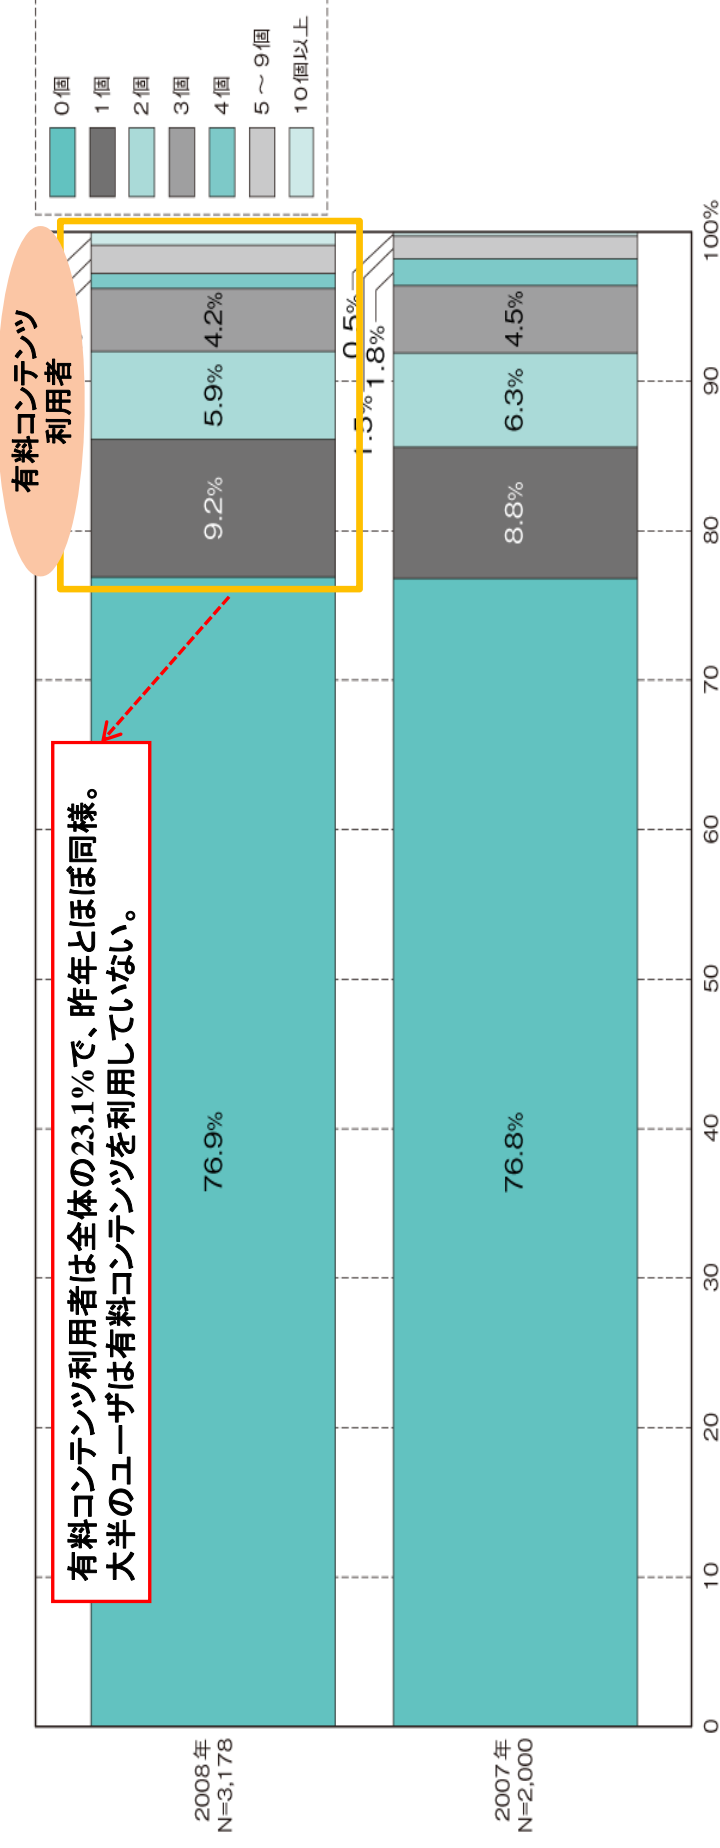 0個
1個
2個
3個
4個
5～9個
10個以上
有料コンテンツ
利用者
有料コンテンツ利用者は全体の23.1%で、昨年とほぼ同様。
大半のユーザは有料コンテンツを利用していない。
2008年
N=3,178
76.9%
9.2%
5.9%
4.2%
0.5%
1.8%
1.5%
2007年
N=2,000
76.8%
8.8%
6.3%
4.5%
0
10
20
30
40
50
60
70
80
90
100%